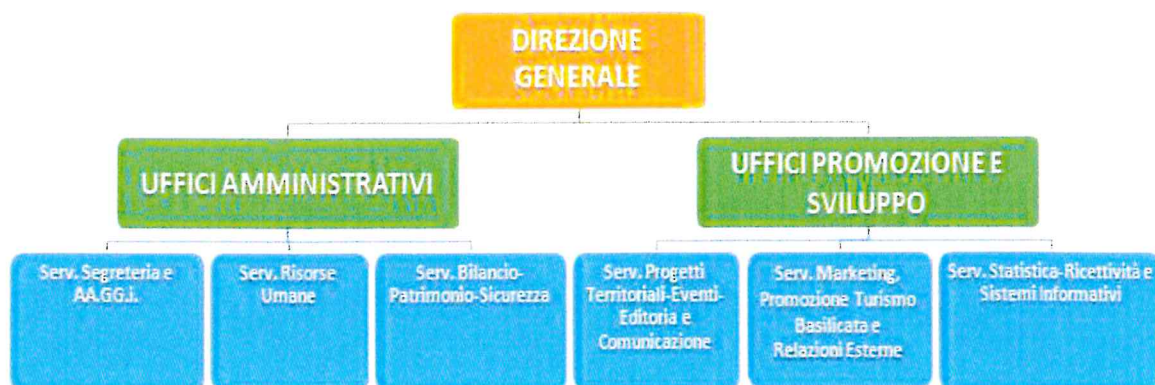 DIREZIONE
GENERALE
UFFICI AMMINISTRATIVI
UFFICI PROMOZIONE E
SVILUPPO
Serv. Segreteria e
AA.GG.i.
Serv. Risorse
Umane
Serv. Bilancio-
Patrimonio-Sicurezza
Serv. Progetti
Territoriali-Eventi-
Editoria e
Comunicazione
Serv. Marketing,
Promozione Turismo
Basilicata e
Relazioni Esterne
Serv. Statistica-Ricettività e
Sistemi Informativi